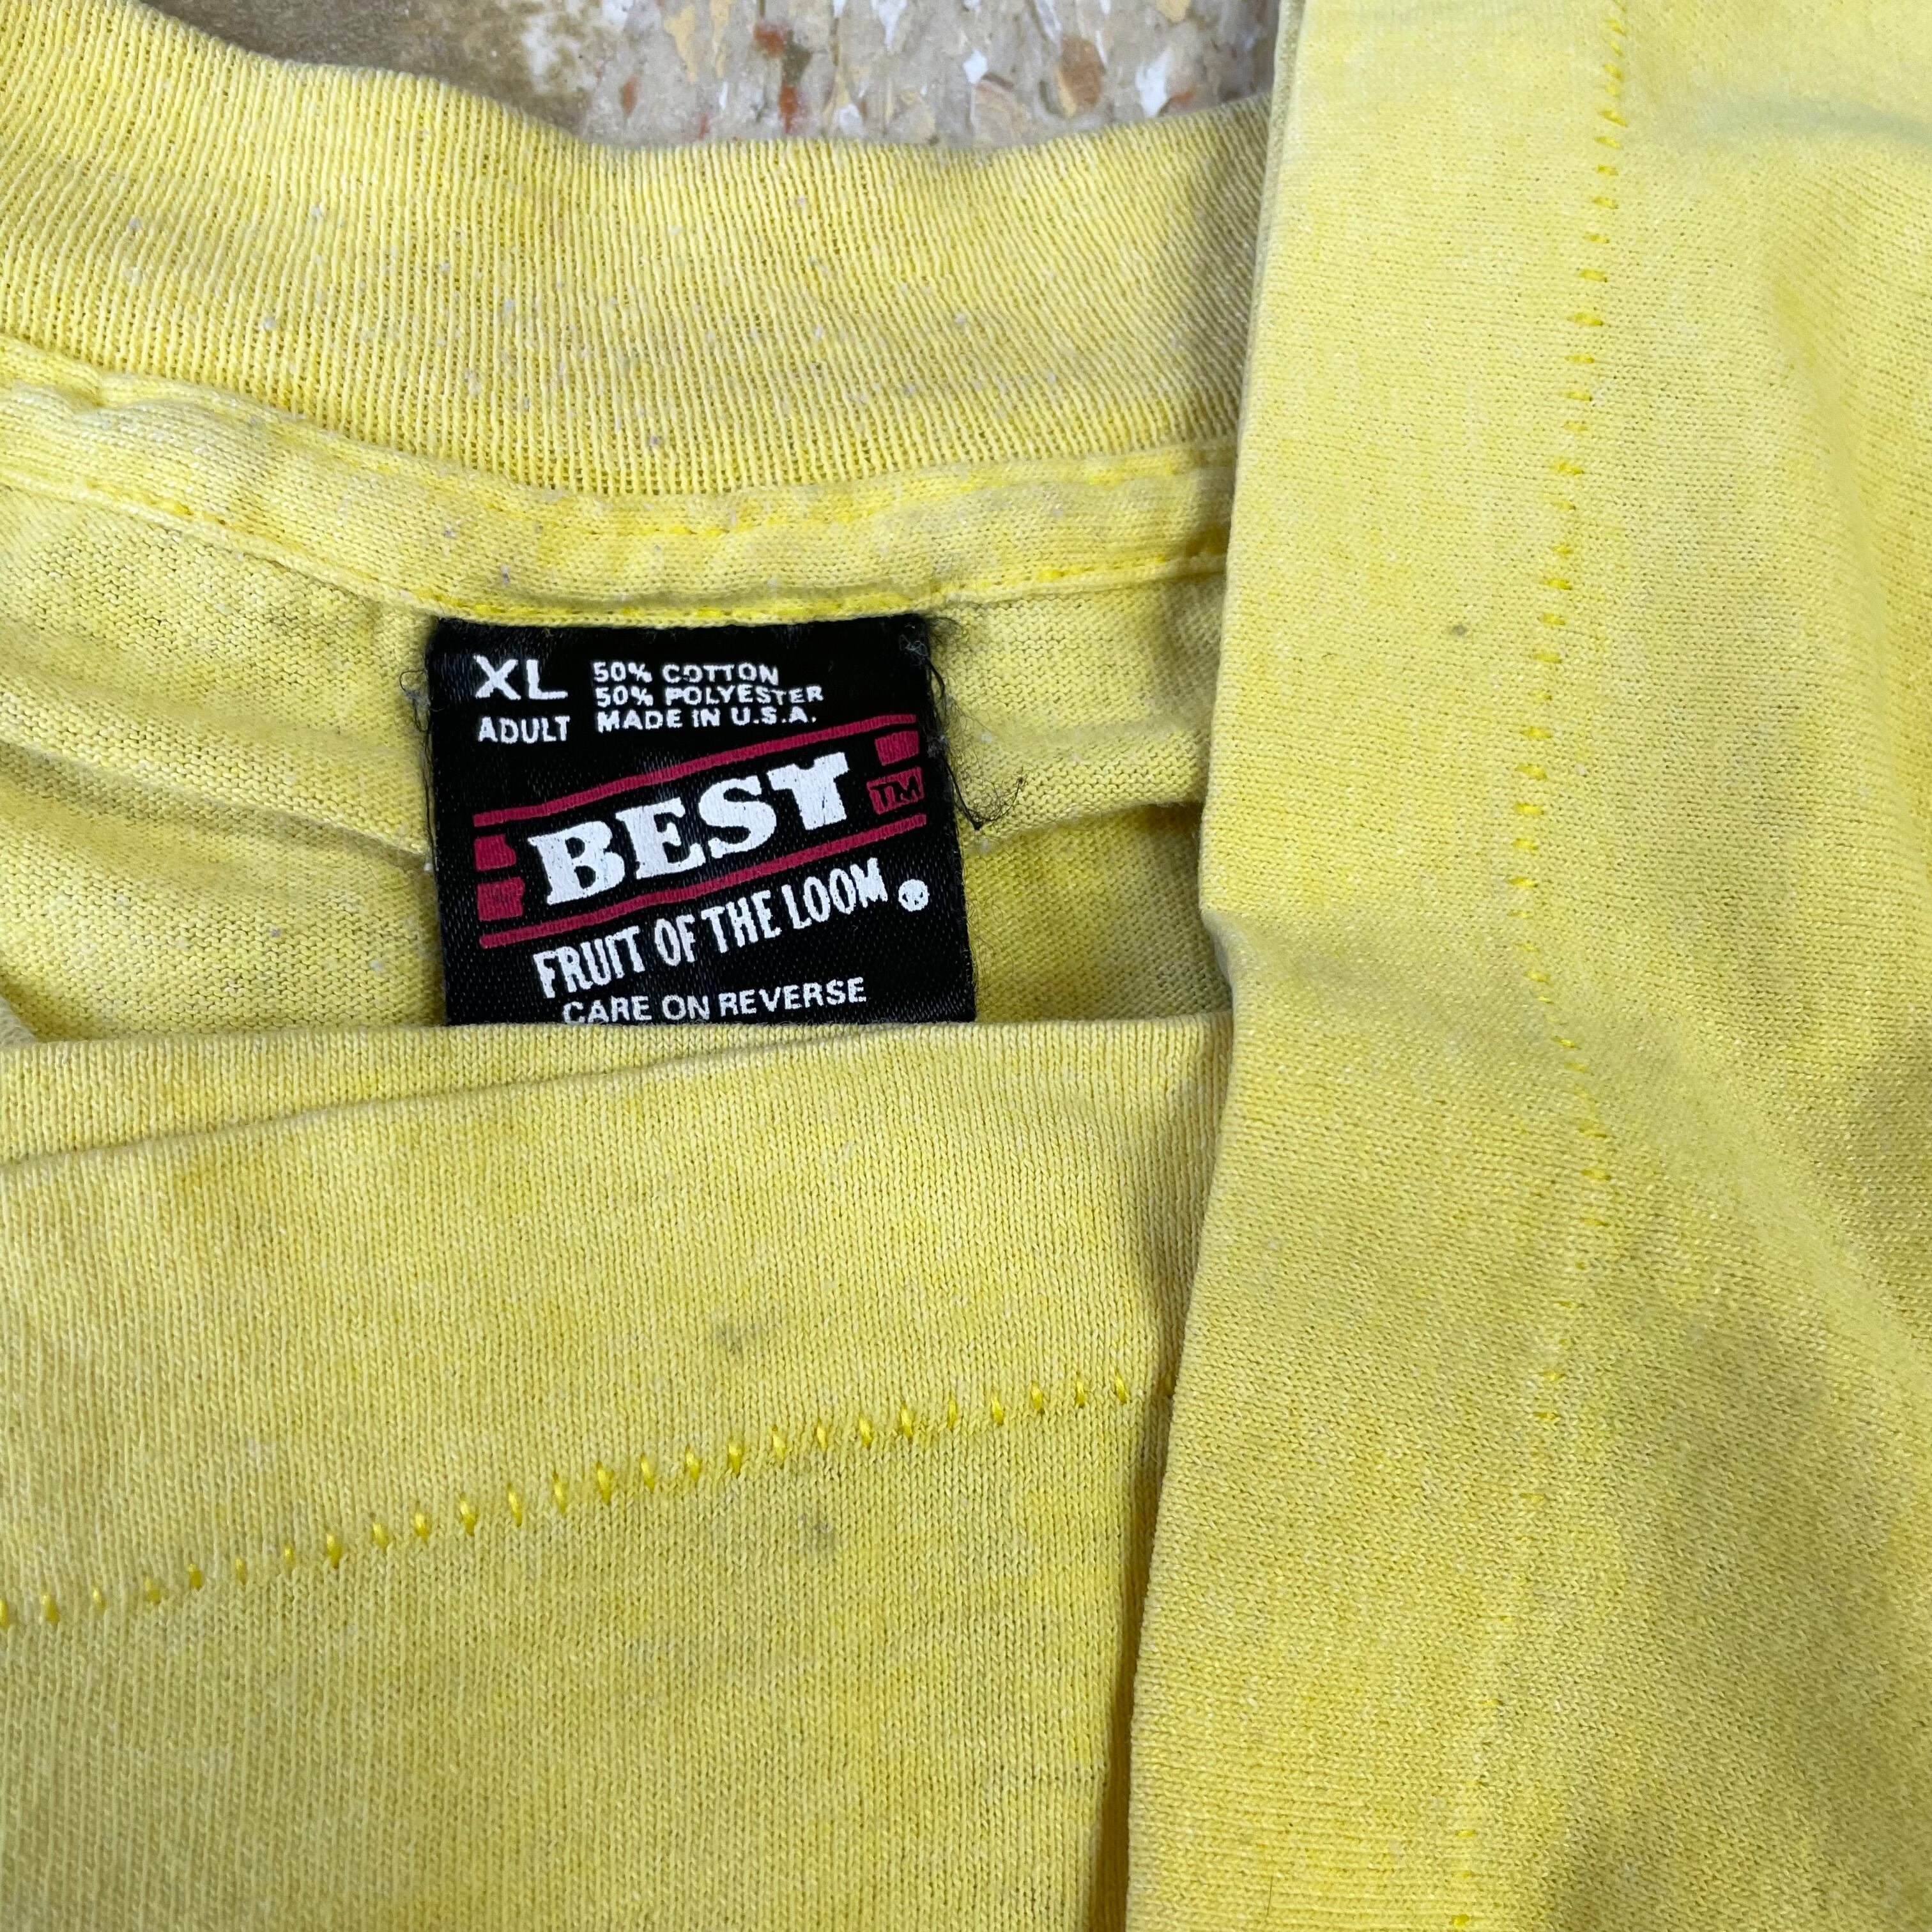 XL 50% COTTON
50% POLYESTER
ADULT MADE IN U.S.A.
BEST TM
FRUIT OF THE LOOM ®
CARE ON REVERSE